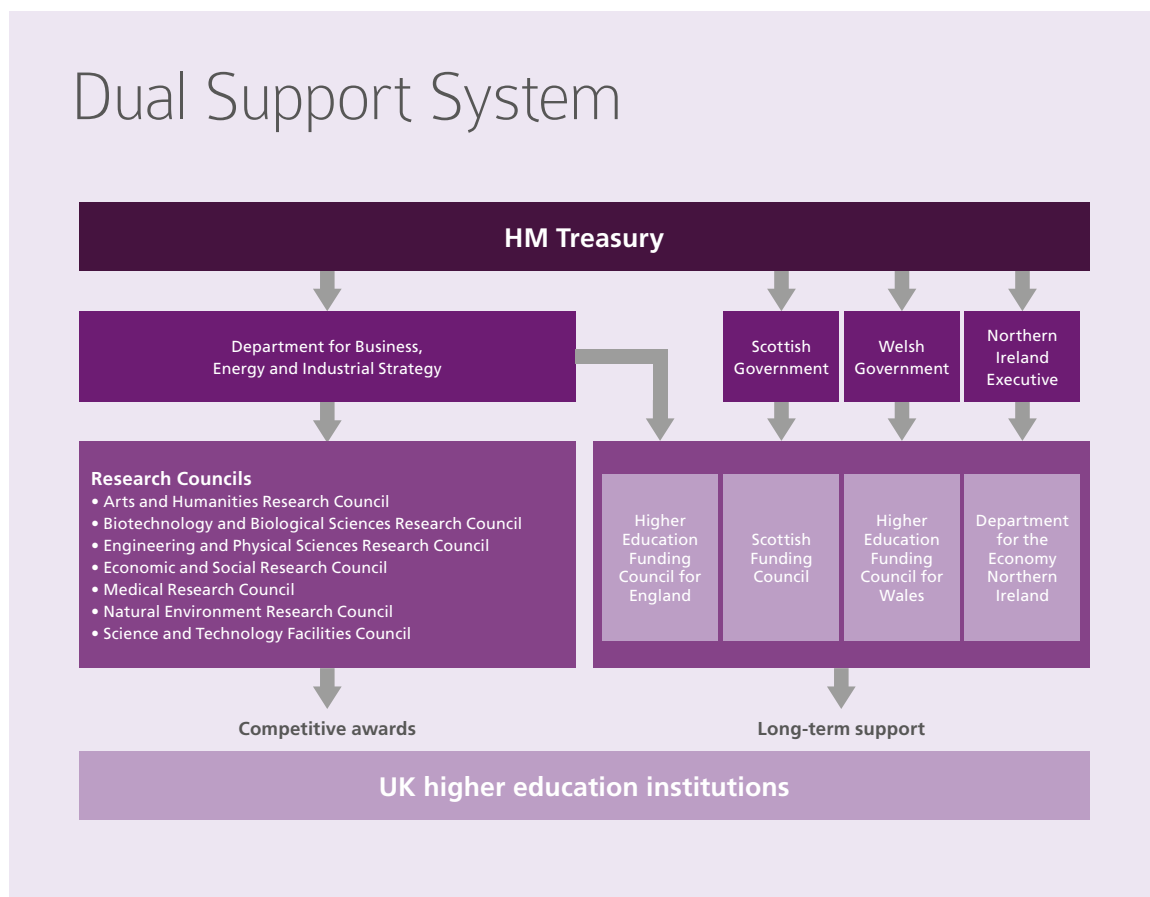 Dual Support System
HM Treasury
Department for Business,
Energy and Industrial Strategy
Scottish
Government
Welsh
Government
Northern
Ireland
Executive
Research Councils
• Arts and Humanities Research Council
• Biotechnology and Biological Sciences Research Council
• Engineering and Physical Sciences Research Council
• Economic and Social Research Council
• Medical Research Council
• Natural Environment Research Council
• Science and Technology Facilities Council
Higher
Education
Funding
Council for
England
Scottish
Funding
Council
Higher
Education
Funding
Council for
Wales
Department
for the
Economy
Northern
Ireland
Competitive awards
Long-term support
UK higher education institutions